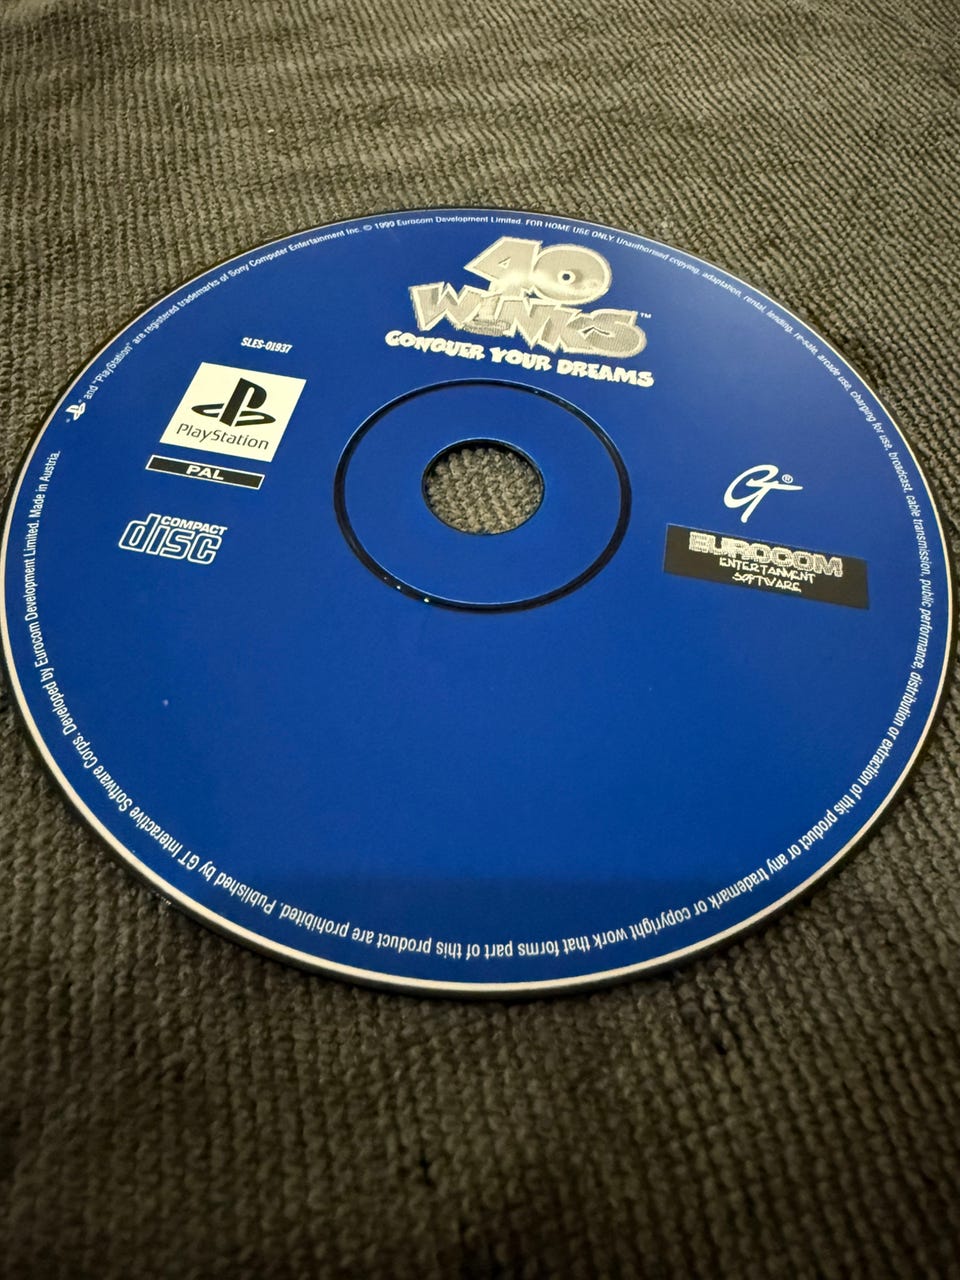 40
WINKS™
CONQUER YOUR DREAMS
SLES-01937
PlayStation
PAL
COMPACT
disc
GT®
EUROCOM
ENTERTAINMENT
SOFTWARE
" " and "PlayStation" are registered trademarks of Sony Computer Entertainment Inc. © 1999 Eurocom Development Limited. FOR HOME USE ONLY. Unauthorised copying, adaptation, rental, lending, re-sale, arcade use, charging for use, broadcast, cable transmission, public performance, distribution or extraction of this product or any trademark or copyright work that forms part of this product are prohibited. Published by GT Interactive Software Corps. Developed by Eurocom Development Limited. Made in Austria.